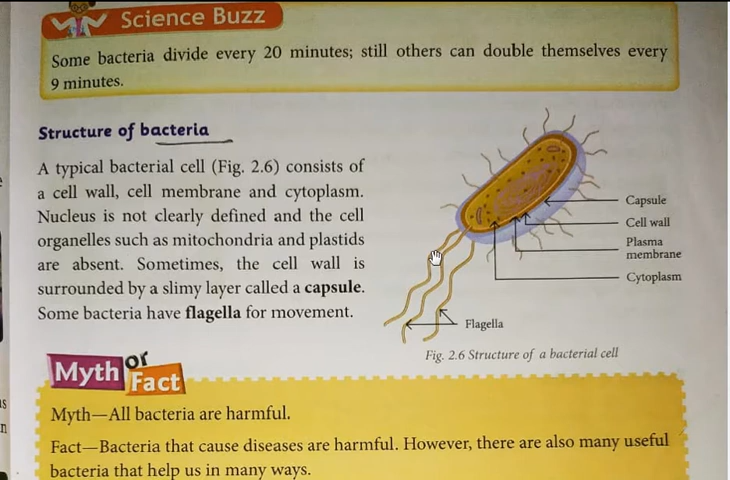 Science Buzz
Some bacteria divide every 20 minutes; still others can double themselves every
9 minutes.
Structure of bacteria
A typical bacterial cell (Fig. 2.6) consists of
a cell wall, cell membrane and cytoplasm.
Nucleus is not clearly defined and the cell
organelles such as mitochondria and plastids
are absent. Sometimes, the cell wall is
surrounded by a slimy layer called a capsule.
Some bacteria have flagella for movement.
Capsule
Cell wall
Plasma
membrane
Cytoplasm
Flagella
Fig. 2.6 Structure of a bacterial cell
Myth or
Fact
Myth—All bacteria are harmful.
Fact—Bacteria that cause diseases are harmful. However, there are also many useful
bacteria that help us in many ways.